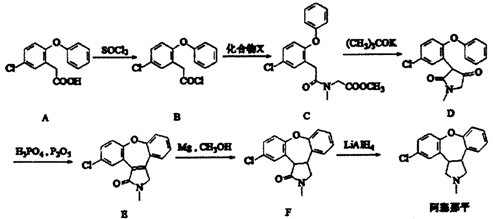 O
Cl
COOH
A
SOCl₃
O
Cl
COCl
B
化合物X
O
Cl
O
N
COOCH₃
C
(CH₃)₃COK
O
Cl
O
N
O
D
H₃PO₄,P₂O₅
O
Cl
O
N
E
Mg,CH₃OH
O
Cl
O
N
F
LiAlH₄
O
Cl
N
阿塞那平